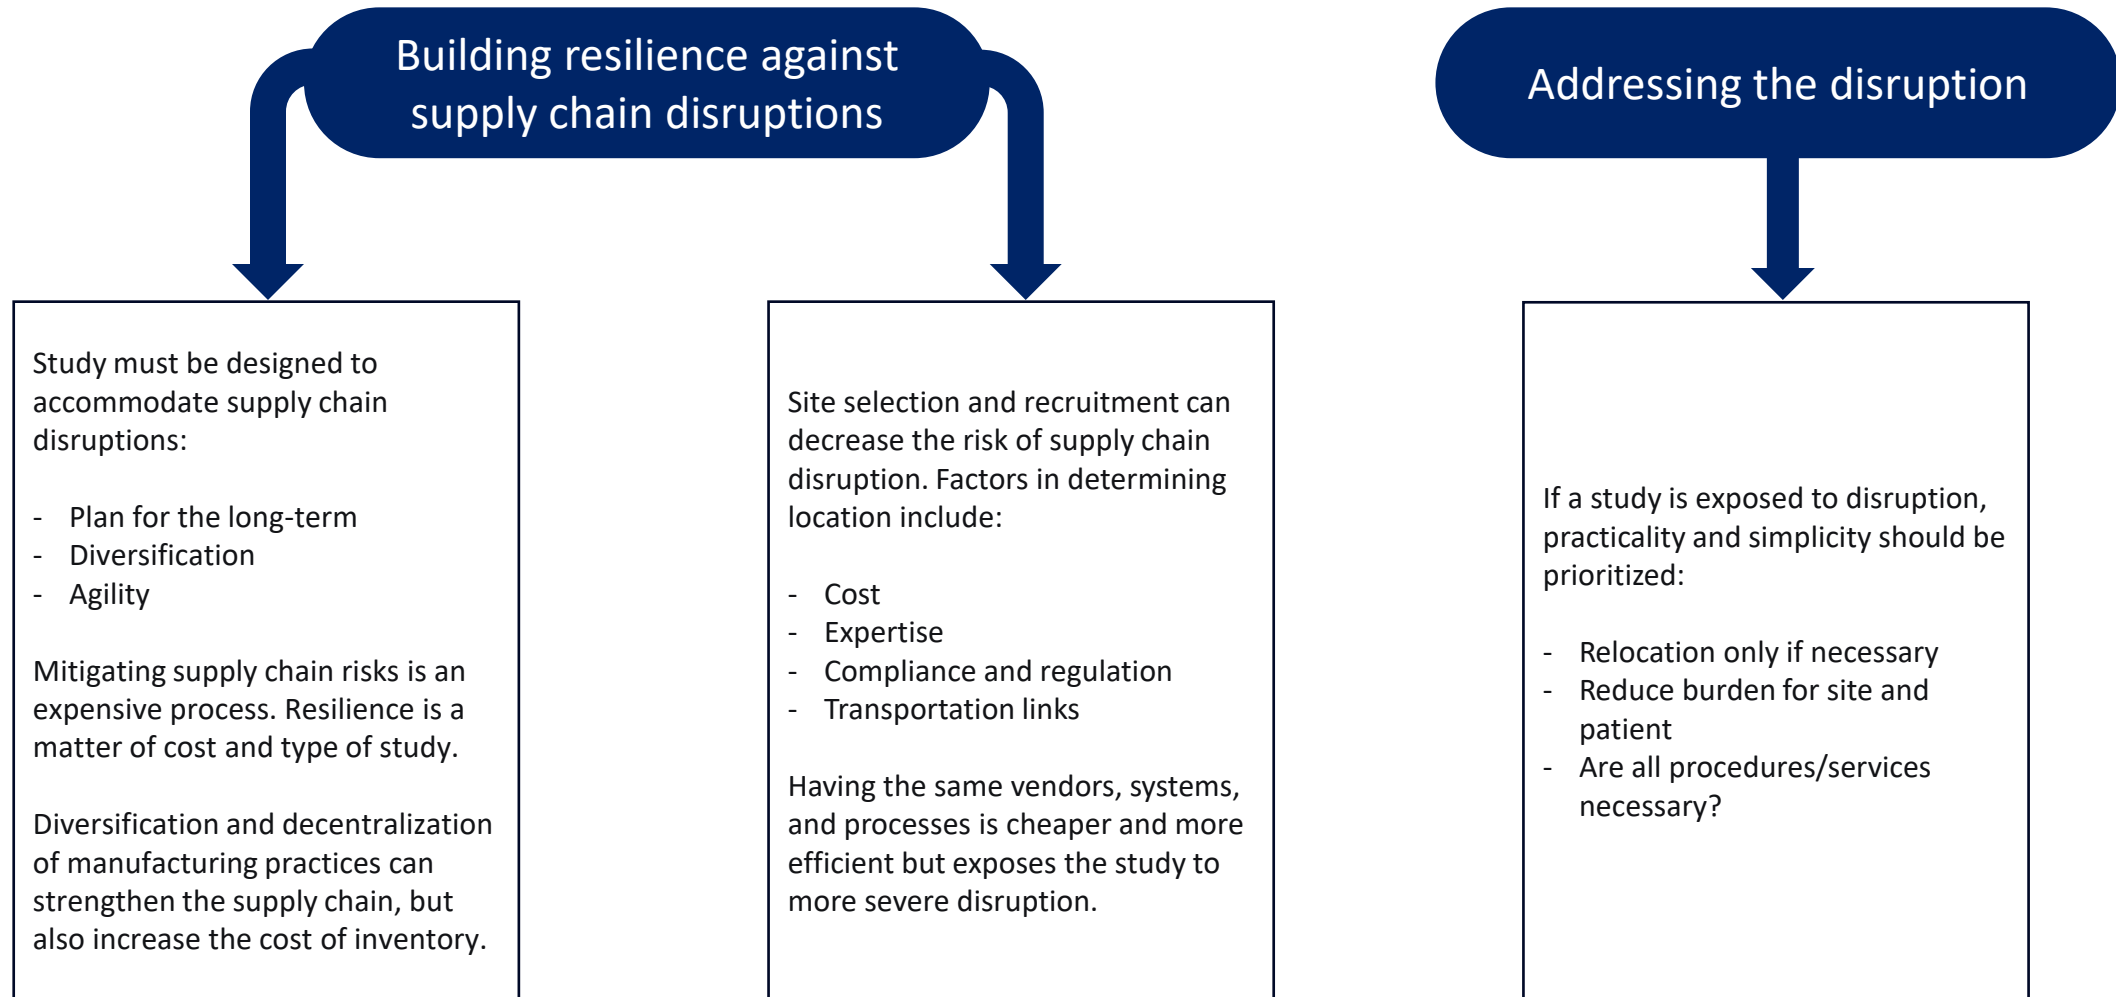 Building resilience against
supply chain disruptions
Addressing the disruption
Study must be designed to
accommodate supply chain
disruptions:
- Plan for the long-term
- Diversification
- Agility
Mitigating supply chain risks is an
expensive process. Resilience is a
matter of cost and type of study.
Diversification and decentralization
of manufacturing practices can
strengthen the supply chain, but
also increase the cost of inventory.
Site selection and recruitment can
decrease the risk of supply chain
disruption. Factors in determining
location include:
- Cost
- Expertise
- Compliance and regulation
- Transportation links
Having the same vendors, systems,
and processes is cheaper and more
efficient but exposes the study to
more severe disruption.
If a study is exposed to disruption,
practicality and simplicity should be
prioritized:
- Relocation only if necessary
- Reduce burden for site and
patient
- Are all procedures/services
necessary?